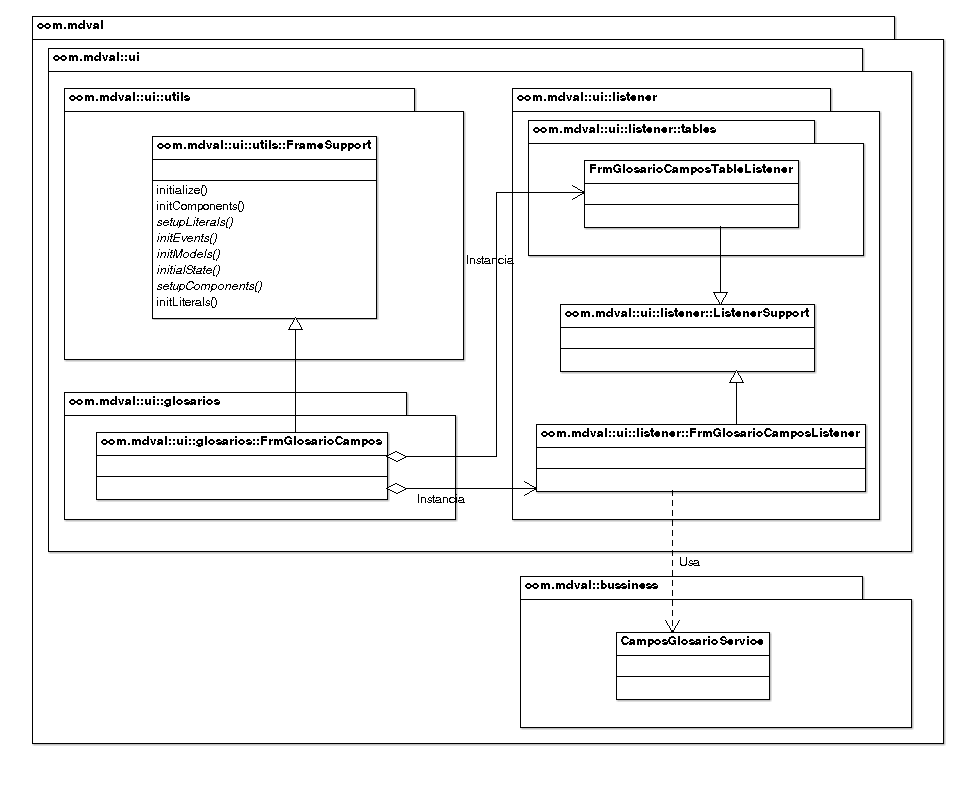 com.mdval
com.mdval::ui
com.mdval::ui::utils
com.mdval::ui::utils::FrameSupport
initialize()
initComponents()
setupLiterals()
initEvents()
initModels()
initialState()
setupComponents()
initLiterals()
com.mdval::ui::listener
com.mdval::ui::listener::tables
FrmGlosarioCamposTableListener
Instancia
com.mdval::ui::listener::ListenerSupport
com.mdval::ui::glosarios
com.mdval::ui::glosarios::FrmGlosarioCampos
com.mdval::ui::listener::FrmGlosarioCamposListener
Instancia
Usa
com.mdval::bussiness
CamposGlosarioService